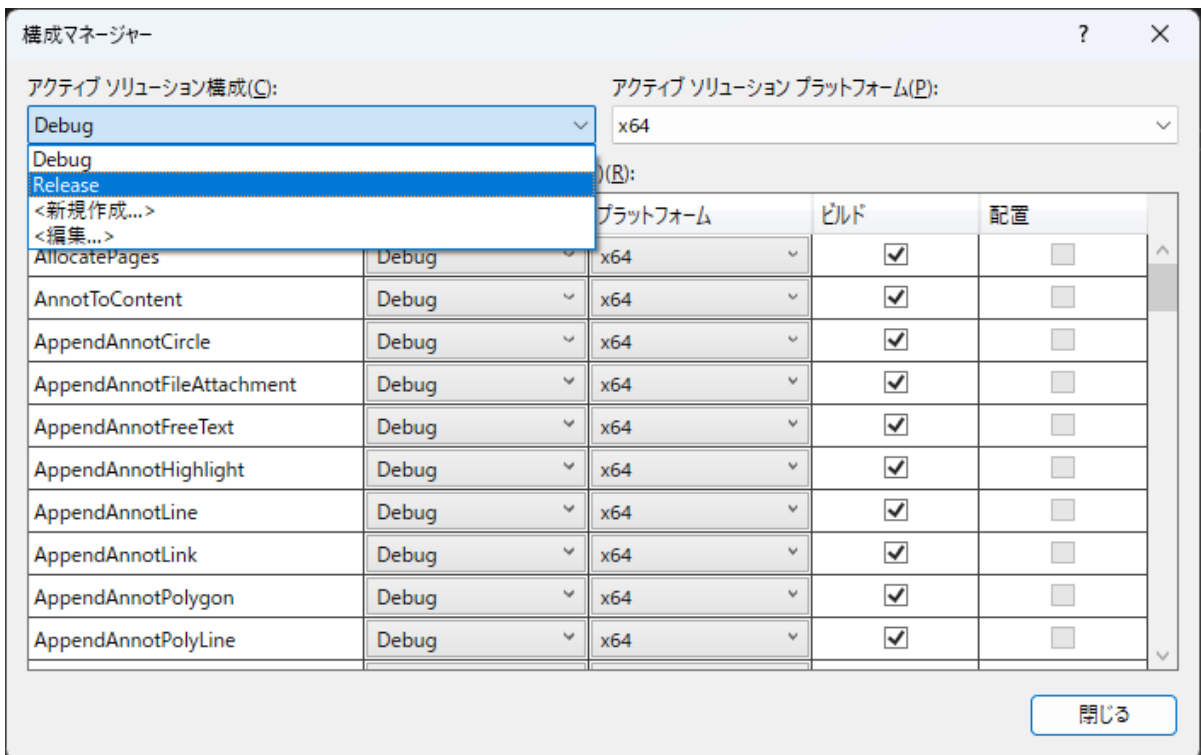 構成マネージャー ?
アクティブ ソリューション構成(C): アクティブ ソリューション プラットフォーム(P):
Debug x64
Debug
Release )(R):
<新規作成...> プラットフォーム ビルド 配置
<編集...>
AllocatePages Debug x64
AnnotToContent Debug x64
AppendAnnotCircle Debug x64
AppendAnnotFileAttachment Debug x64
AppendAnnotFreeText Debug x64
AppendAnnotHighlight Debug x64
AppendAnnotLine Debug x64
AppendAnnotLink Debug x64
AppendAnnotPolygon Debug x64
AppendAnnotPolyLine Debug x64
閉じる